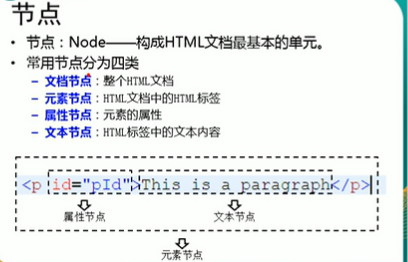 节点
• 节点：Node——构成HTML文档最基本的单元。
• 常用节点分为四类
– 文档节点：整个HTML文档
– 元素节点：HTML文档中的HTML标签
– 属性节点：元素的属性
– 文本节点：HTML标签中的文本内容
<p id="pId">This is a paragraph</p>
属性节点 文本节点
元素节点